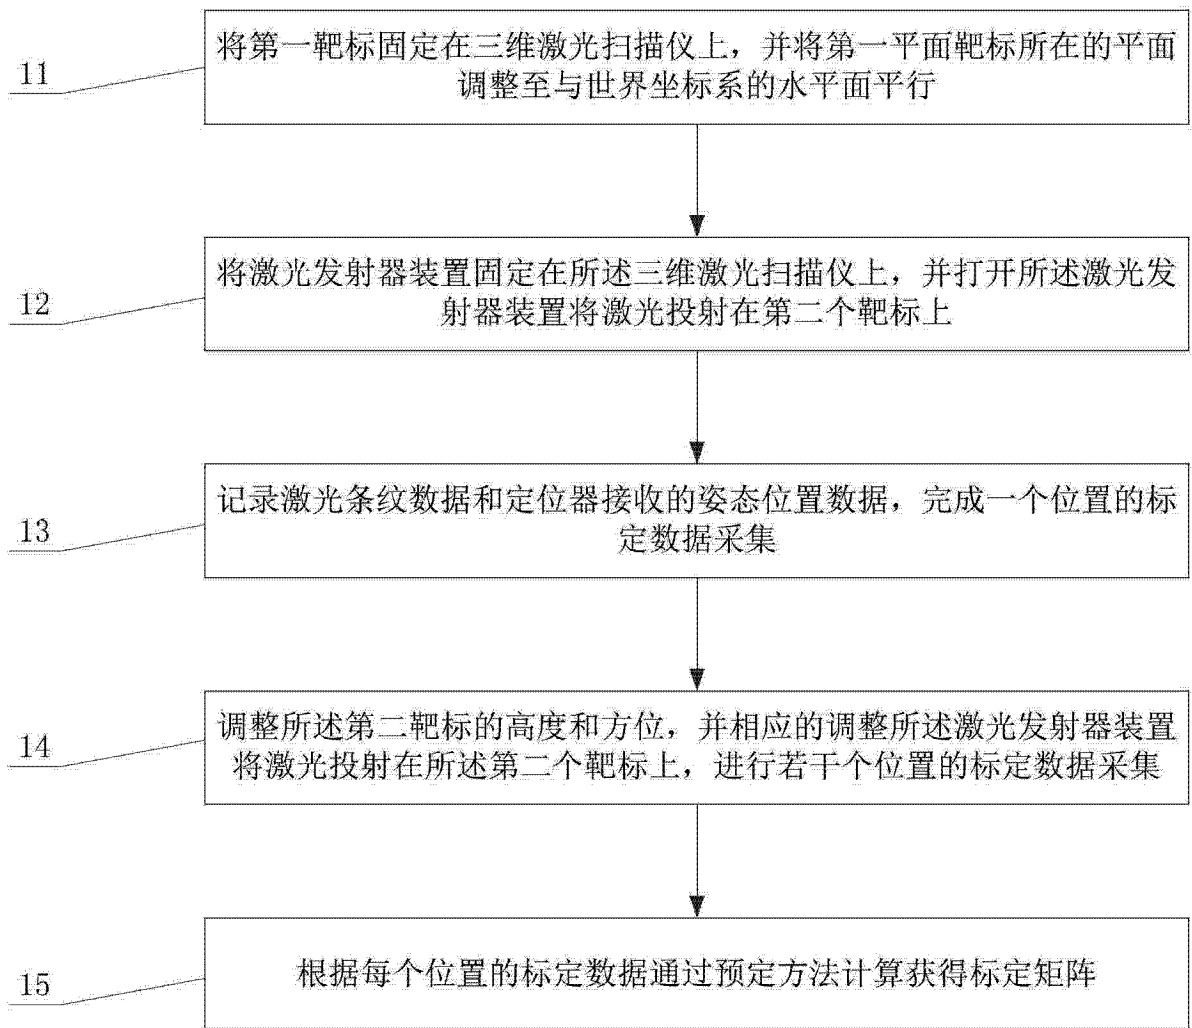 11
将第一靶标固定在三维激光扫描仪上，并将第一平面靶标所在的平面
调整至与世界坐标系的水平面平行
12
将激光发射器装置固定在所述三维激光扫描仪上，并打开所述激光发
射器装置将激光投射在第二个靶标上
13
记录激光条纹数据和定位器接收的姿态位置数据，完成一个位置的标
定数据采集
14
调整所述第二靶标的高度和方位，并相应的调整所述激光发射器装置
将激光投射在所述第二个靶标上，进行若干个位置的标定数据采集
15
根据每个位置的标定数据通过预定方法计算获得标定矩阵